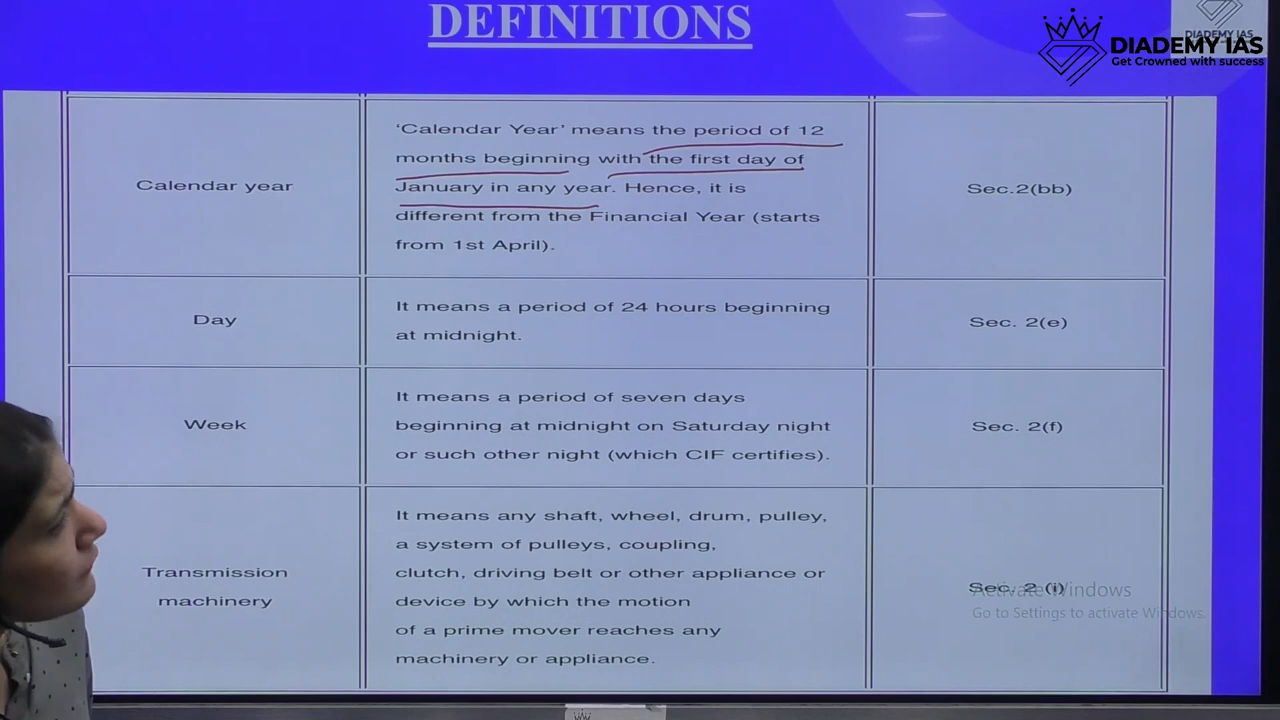 DEFINITIONS
DIADEMY IAS
Get Crowned with success
DIADEMY IAS
Calendar year
‘Calendar Year’ means the period of 12
months beginning with the first day of
January in any year. Hence, it is
different from the Financial Year (starts
from 1st April).
Sec.2(bb)
Day
It means a period of 24 hours beginning
at midnight.
Sec. 2(e)
Week
It means a period of seven days
beginning at midnight on Saturday night
or such other night (which CIF certifies).
Sec. 2(f)
Transmission
machinery
It means any shaft, wheel, drum, pulley,
a system of pulleys, coupling,
clutch, driving belt or other appliance or
device by which the motion
of a prime mover reaches any
machinery or appliance.
Sec. 2 (i)
Activate Windows
Go to Settings to activate Windows.